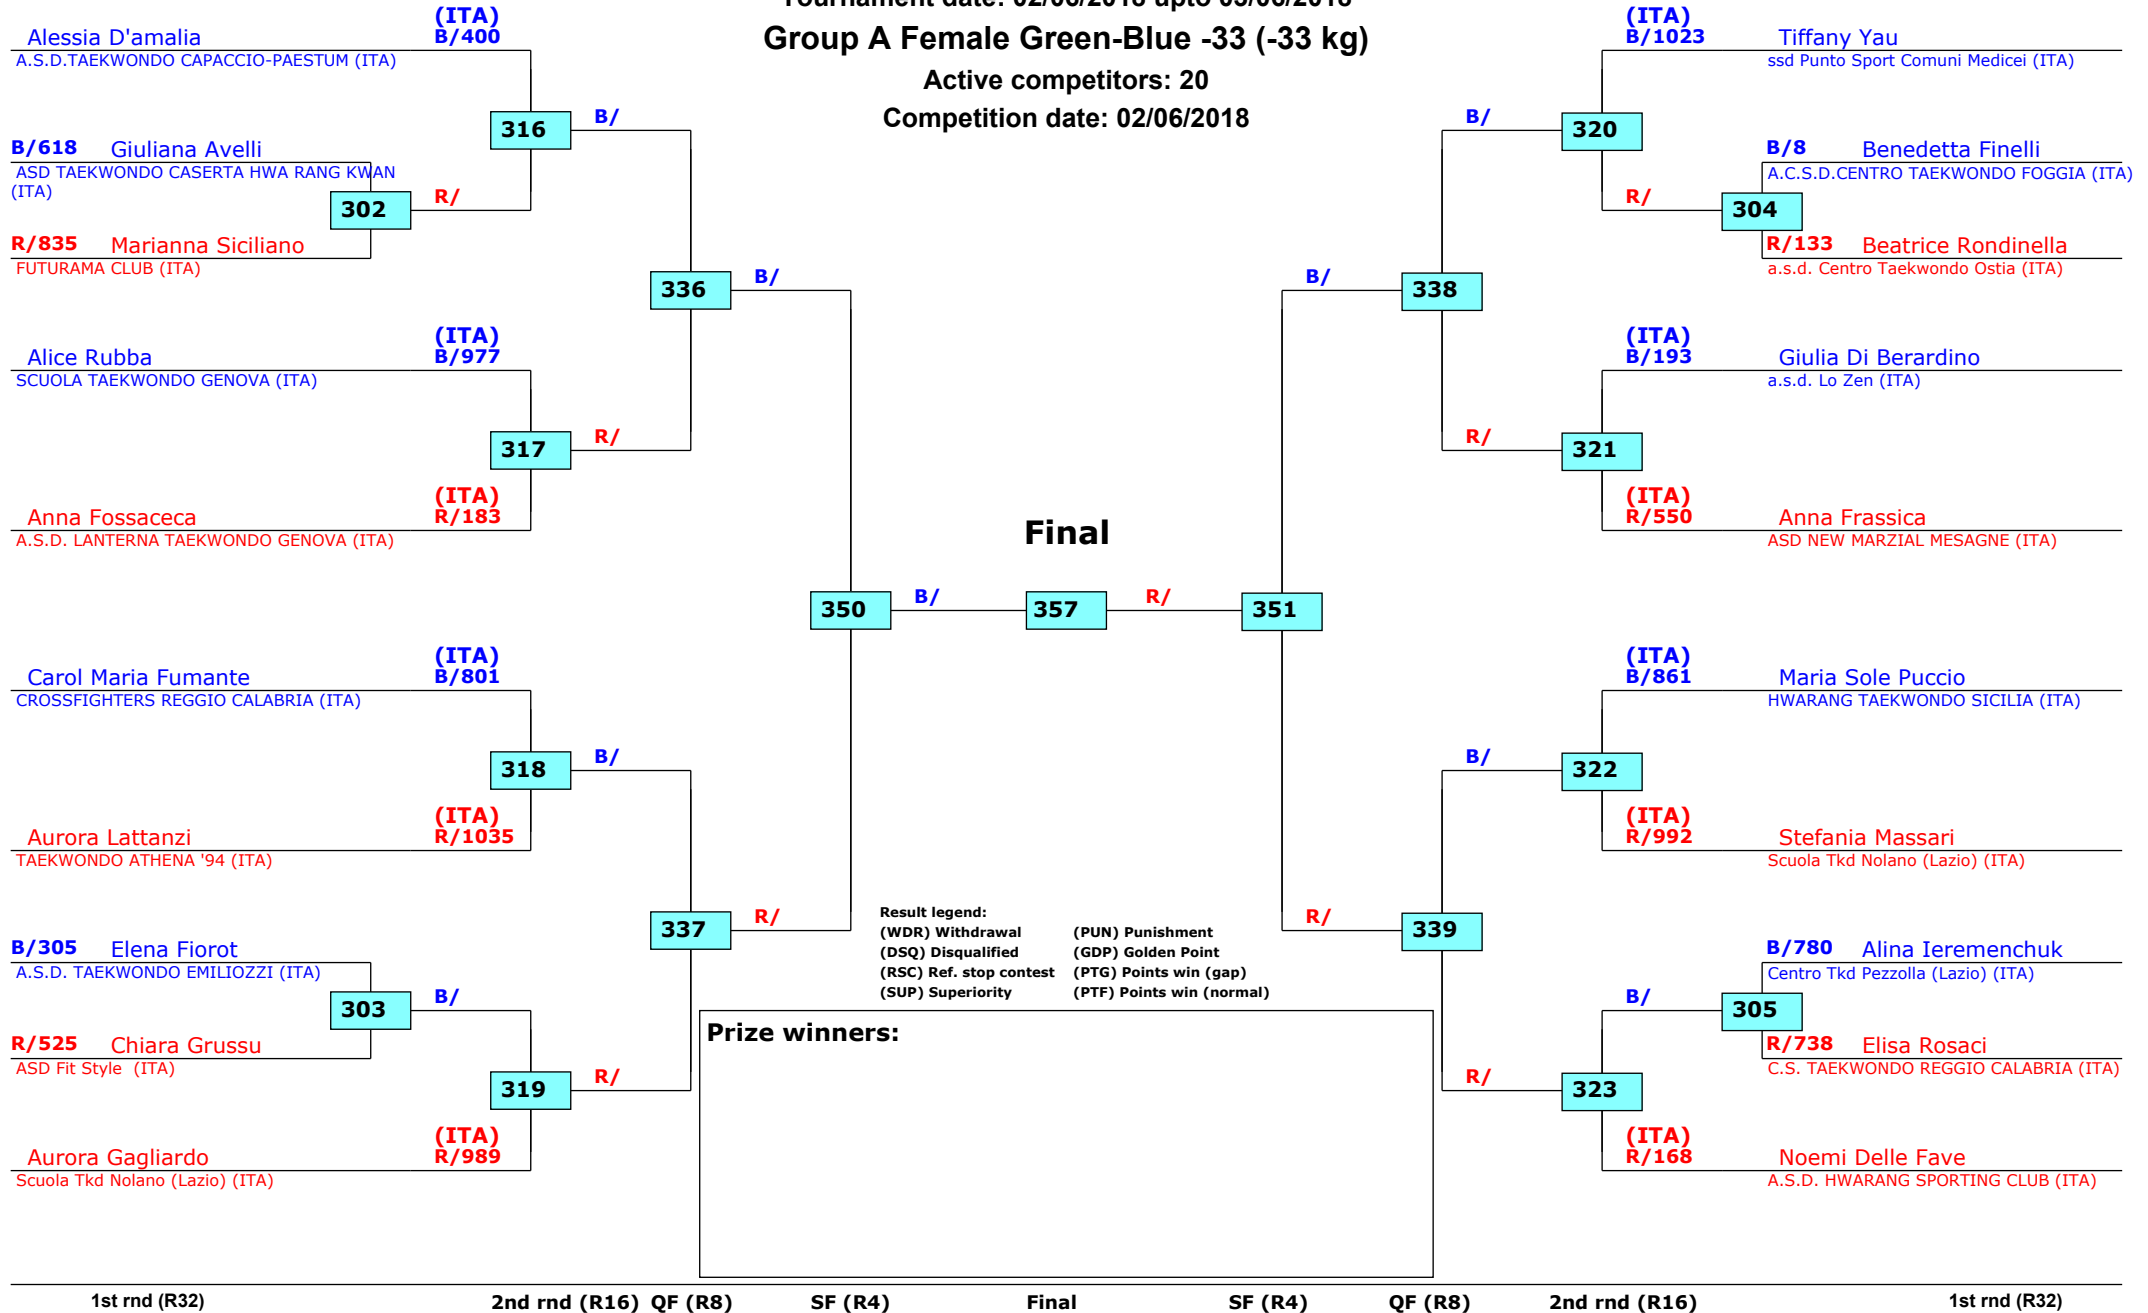 Tournament date: 02/06/2018 upto 03/06/2018
Group A Female Green-Blue -33 (-33 kg)
Active competitors: 20
Competition date: 02/06/2018
(ITA)
Alessia D'amalia B/400
A.S.D.TAEKWONDO CAPACCIO-PAESTUM (ITA)
316 B/
B/618 Giuliana Avelli
ASD TAEKWONDO CASERTA HWA RANG KWAN
(ITA)
302 R/
R/835 Marianna Siciliano
FUTURAMA CLUB (ITA)
336 B/
(ITA)
Alice Rubba B/977
SCUOLA TAEKWONDO GENOVA (ITA)
317 R/
(ITA)
Anna Fossaceca R/183
A.S.D. LANTERNA TAEKWONDO GENOVA (ITA)
Final
350 B/ 357 R/ 351
(ITA)
Carol Maria Fumante B/801
CROSSFIGHTERS REGGIO CALABRIA (ITA)
318 B/
(ITA)
Aurora Lattanzi R/1035
TAEKWONDO ATHENA '94 (ITA)
337 R/
B/305 Elena Fiorot
A.S.D. TAEKWONDO EMILIOZZI (ITA)
303 B/
R/525 Chiara Grussu
ASD Fit Style (ITA)
319 R/
(ITA)
Aurora Gagliardo R/989
Scuola Tkd Nolano (Lazio) (ITA)
(ITA)
B/1023 Tiffany Yau
ssd Punto Sport Comuni Medicei (ITA)
B/ 320
B/8 Benedetta Finelli
A.C.S.D.CENTRO TAEKWONDO FOGGIA (ITA)
R/ 304
R/133 Beatrice Rondinella
a.s.d. Centro Taekwondo Ostia (ITA)
B/ 338
(ITA)
B/193 Giulia Di Berardino
a.s.d. Lo Zen (ITA)
R/ 321
(ITA)
R/550 Anna Frassica
ASD NEW MARZIAL MESAGNE (ITA)
(ITA)
B/861 Maria Sole Puccio
HWARANG TAEKWONDO SICILIA (ITA)
B/ 322
(ITA)
R/992 Stefania Massari
Scuola Tkd Nolano (Lazio) (ITA)
R/ 339
B/780 Alina Ieremenchuk
Centro Tkd Pezzolla (Lazio) (ITA)
B/ 305
R/738 Elisa Rosaci
C.S. TAEKWONDO REGGIO CALABRIA (ITA)
R/ 323
(ITA)
R/168 Noemi Delle Fave
A.S.D. HWARANG SPORTING CLUB (ITA)
Result legend:
(WDR) Withdrawal (PUN) Punishment
(DSQ) Disqualified (GDP) Golden Point
(RSC) Ref. stop contest (PTG) Points win (gap)
(SUP) Superiority (PTF) Points win (normal)
Prize winners:
1st rnd (R32) 2nd rnd (R16) QF (R8) SF (R4) Final SF (R4) QF (R8) 2nd rnd (R16) 1st rnd (R32)